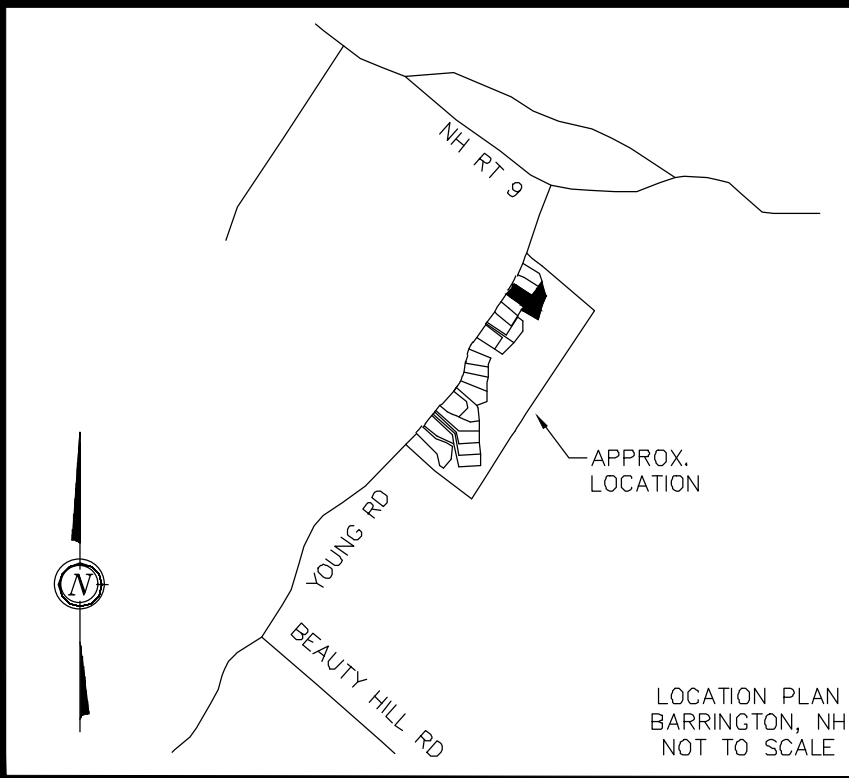 NH RT 9
APPROX.
LOCATION
YOUNG RD
N
BEAUTY HILL RD
LOCATION PLAN
BARRINGTON, NH
NOT TO SCALE